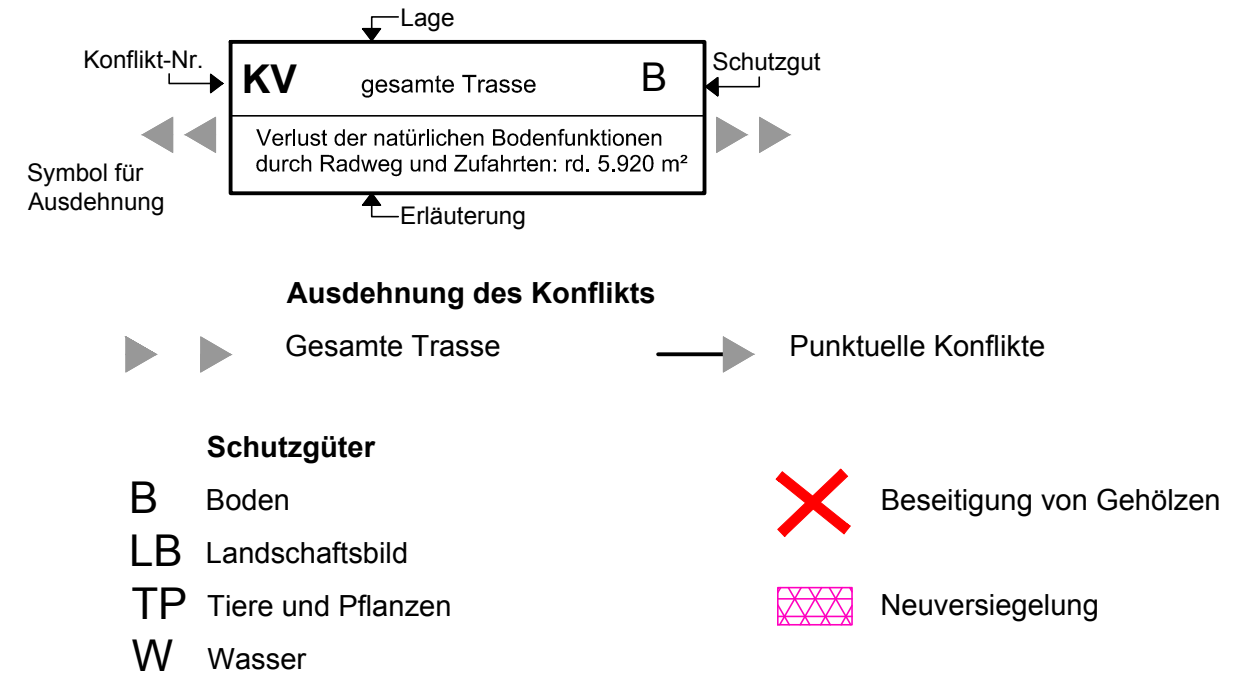 Lage
Konflikt-Nr.
KV gesamte Trasse B
Schutzgut
Verlust der natürlichen Bodenfunktionen
durch Radweg und Zufahrten: rd. 5.920 m²
Symbol für
Ausdehnung
Erläuterung
Ausdehnung des Konflikts
Gesamte Trasse
Punktuelle Konflikte
Schutzgüter
B Boden
Beseitigung von Gehölzen
LB Landschaftsbild
TP Tiere und Pflanzen
Neuversiegelung
W Wasser